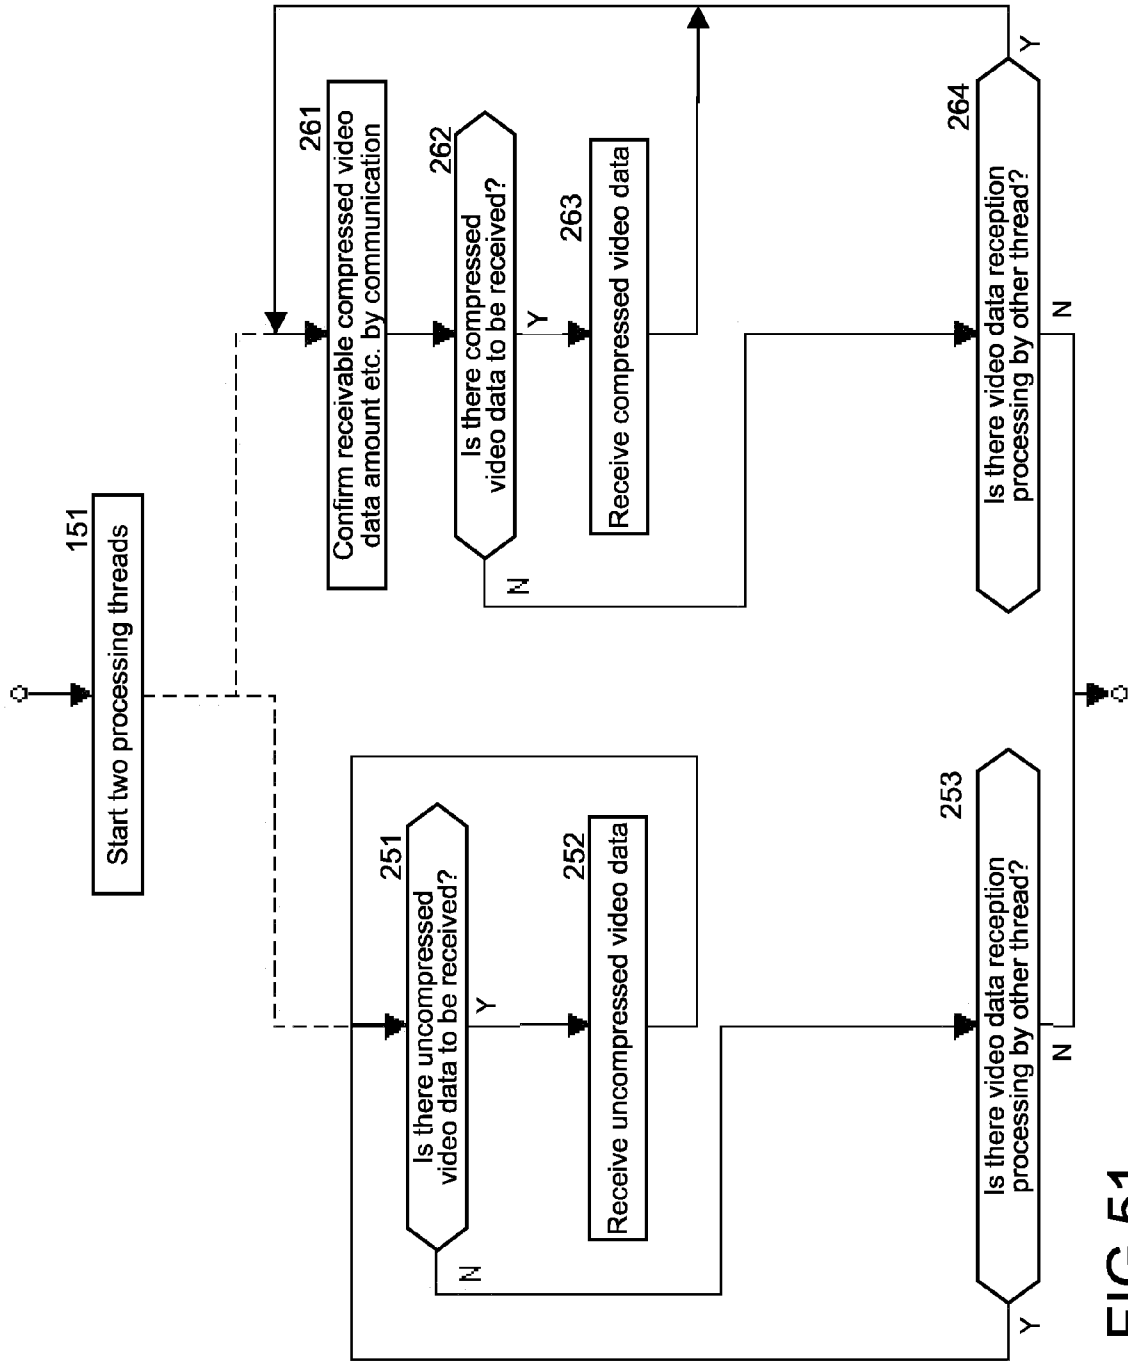 151
Start two processing threads
251
Is there uncompressed
video data to be received?
Y
N
252
Receive uncompressed video data
253
Is there video data reception
processing by other thread?
Y
N
261
Confirm receivable compressed video
data amount etc. by communication
262
Is there compressed
video data to be received?
Y
N
263
Receive compressed video data
264
Is there video data reception
processing by other thread?
Y
N
FIG.51